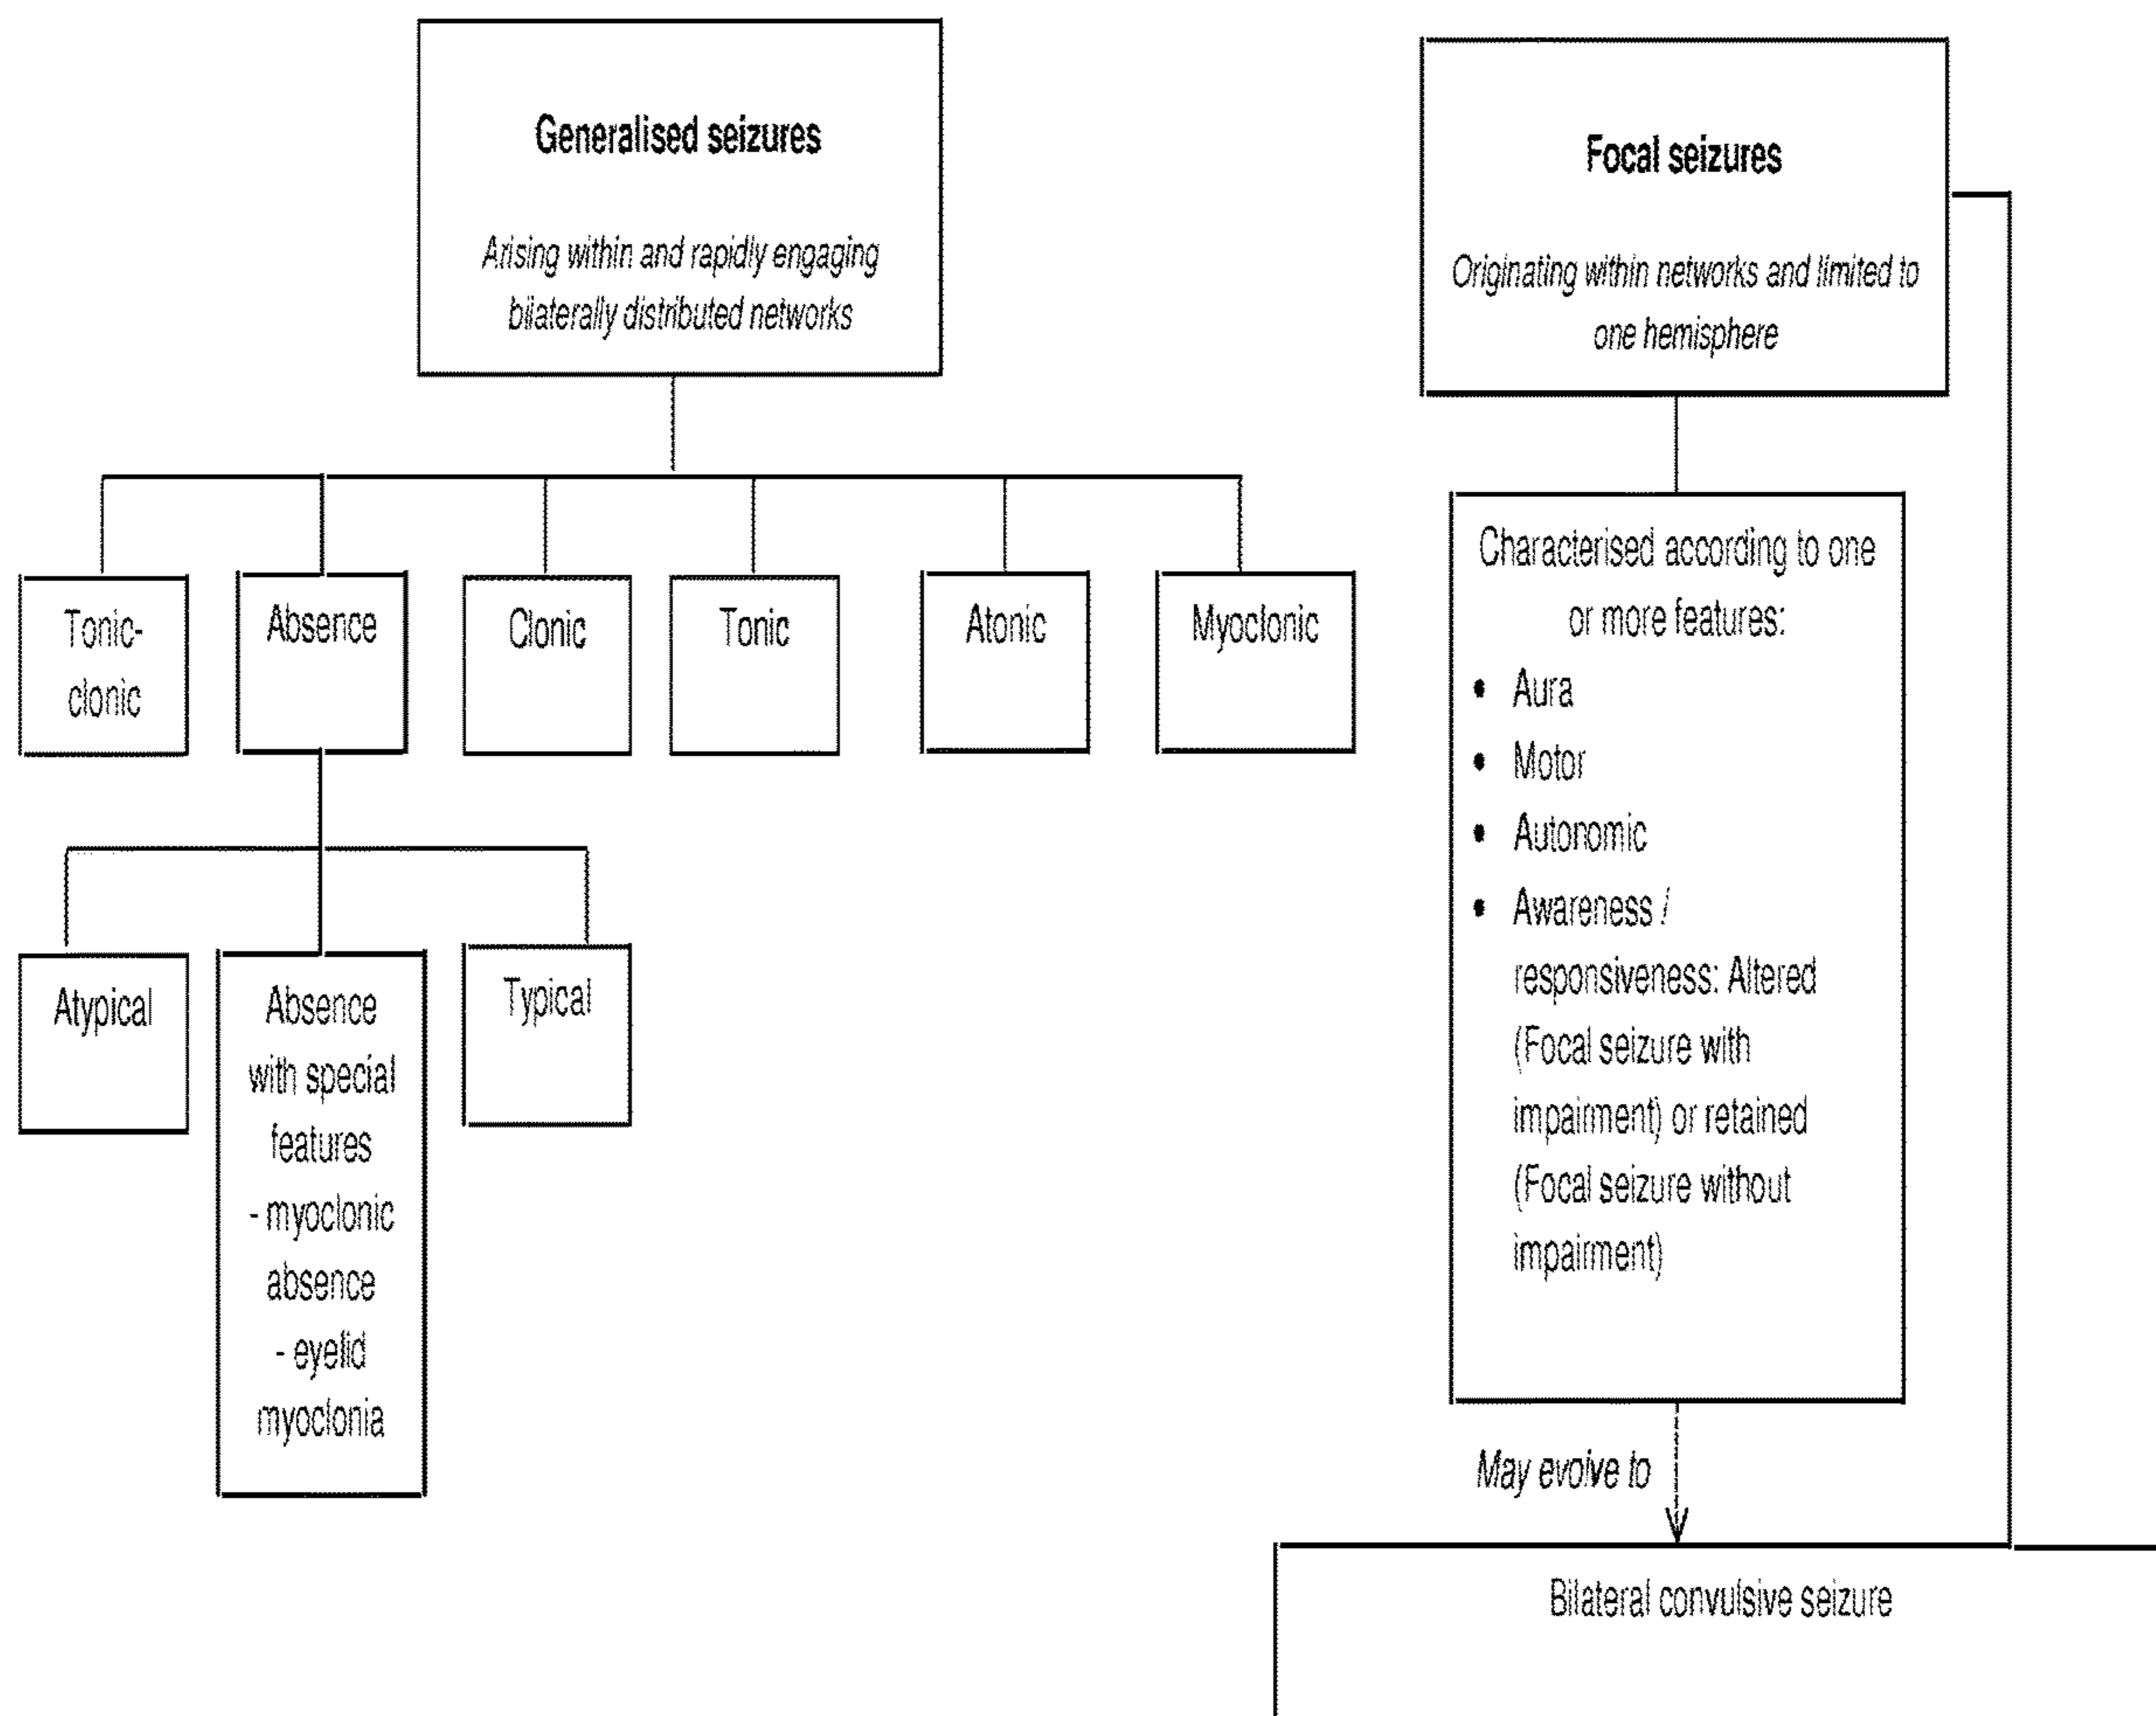 Generalised seizures
Arising within and rapidly engaging
bilaterally distributed networks
Tonic-
clonic
Absence
Clonic
Tonic
Atonic
Myoclonic
Atypical
Absence
with special
features
- myoclonic
absence
- eyelid
myoclonia
Typical
Focal seizures
Originating within networks and limited to
one hemisphere
Characterised according to one
or more features:
• Aura
• Motor
• Autonomic
• Awareness /
responsiveness: Altered
(Focal seizure with
impairment) or retained
(Focal seizure without
impairment)
May evolve to
Bilateral convulsive seizure